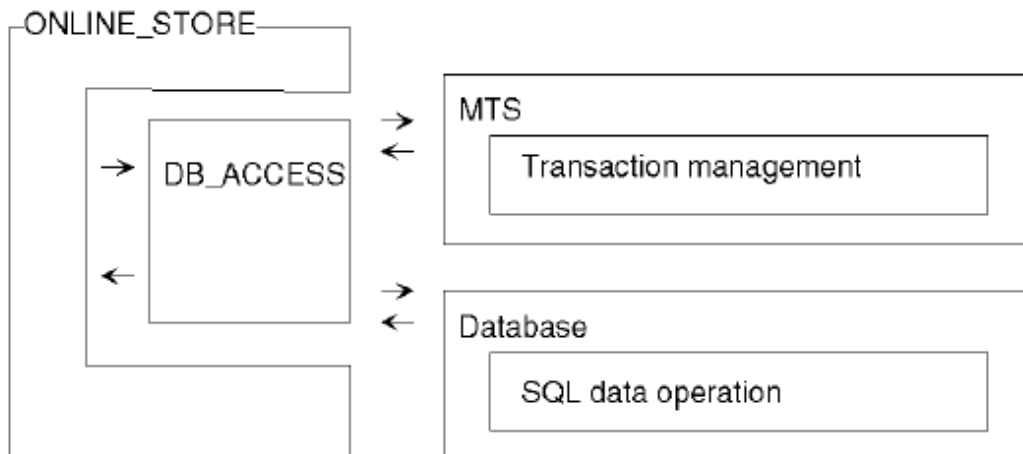 ONLINE_STORE
DB_ACCESS
MTS
Transaction management
Database
SQL data operation